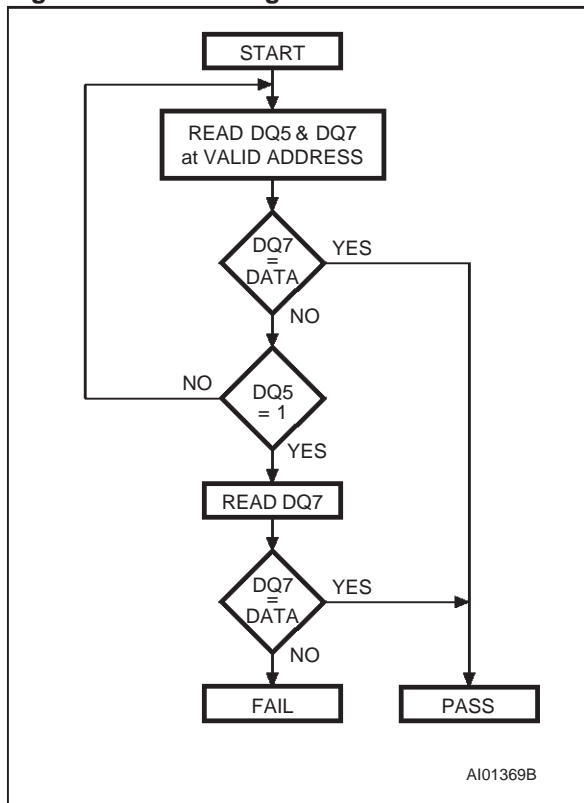 START
READ DQ5 & DQ7
at VALID ADDRESS
DQ7
=
DATA
YES
NO
NO
DQ5
= 1
YES
READ DQ7
DQ7
=
DATA
YES
NO
FAIL
PASS
AI01369B